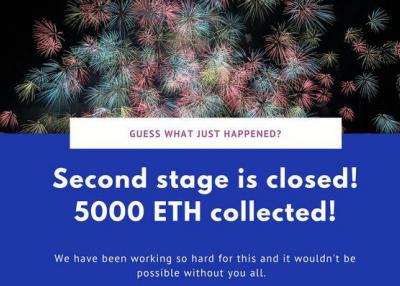 GUESS WHAT JUST HAPPENED?
Second stage is closed!
5000 ETH collected!
We have been working so hard for this and it wouldn't be
possible without you all.